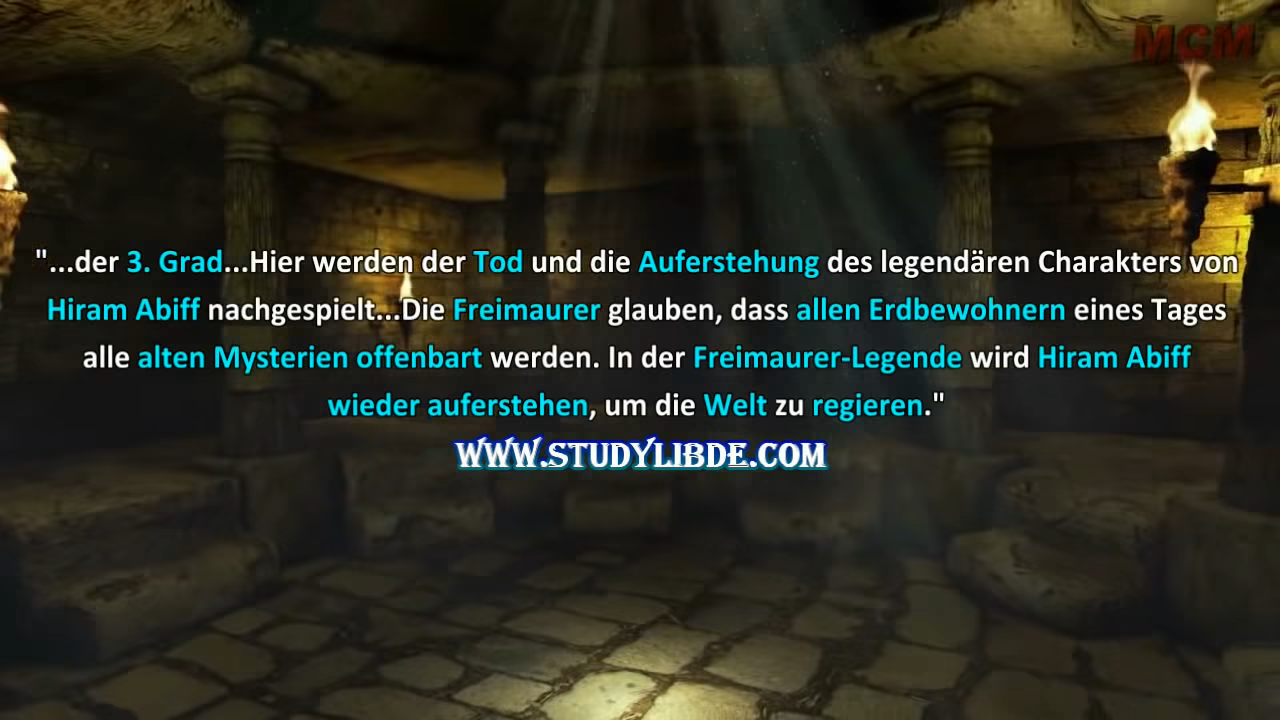 MCM
"...der 3. Grad...Hier werden der Tod und die Auferstehung des legendären Charakters von
Hiram Abiff nachgespielt...Die Freimaurer glauben, dass allen Erdbewohnern eines Tages
alle alten Mysterien offenbart werden. In der Freimaurer-Legende wird Hiram Abiff
wieder auferstehen, um die Welt zu regieren."
WWW.STUDYLIBDE.COM